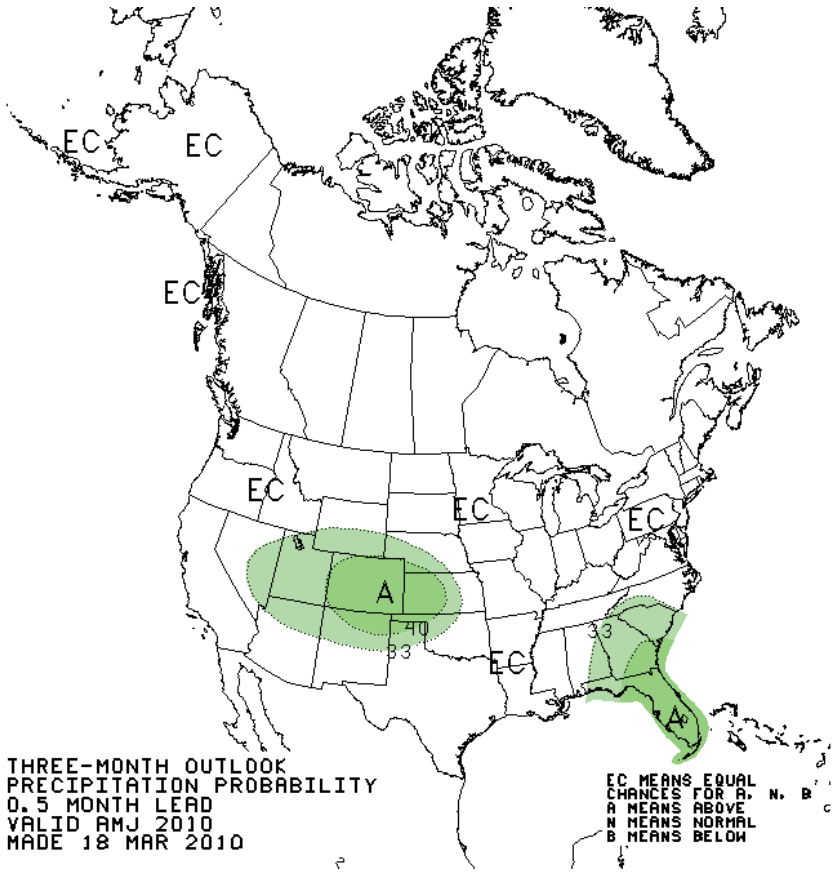 EC
EC
EC
EC
EC
EC
A
40
33
33
EC
A
THREE-MONTH OUTLOOK
PRECIPITATION PROBABILITY
0.5 MONTH LEAD
VALID AMJ 2010
MADE 18 MAR 2010
EC MEANS EQUAL
CHANCES FOR A, N, B
A MEANS ABOVE
N MEANS NORMAL
B MEANS BELOW